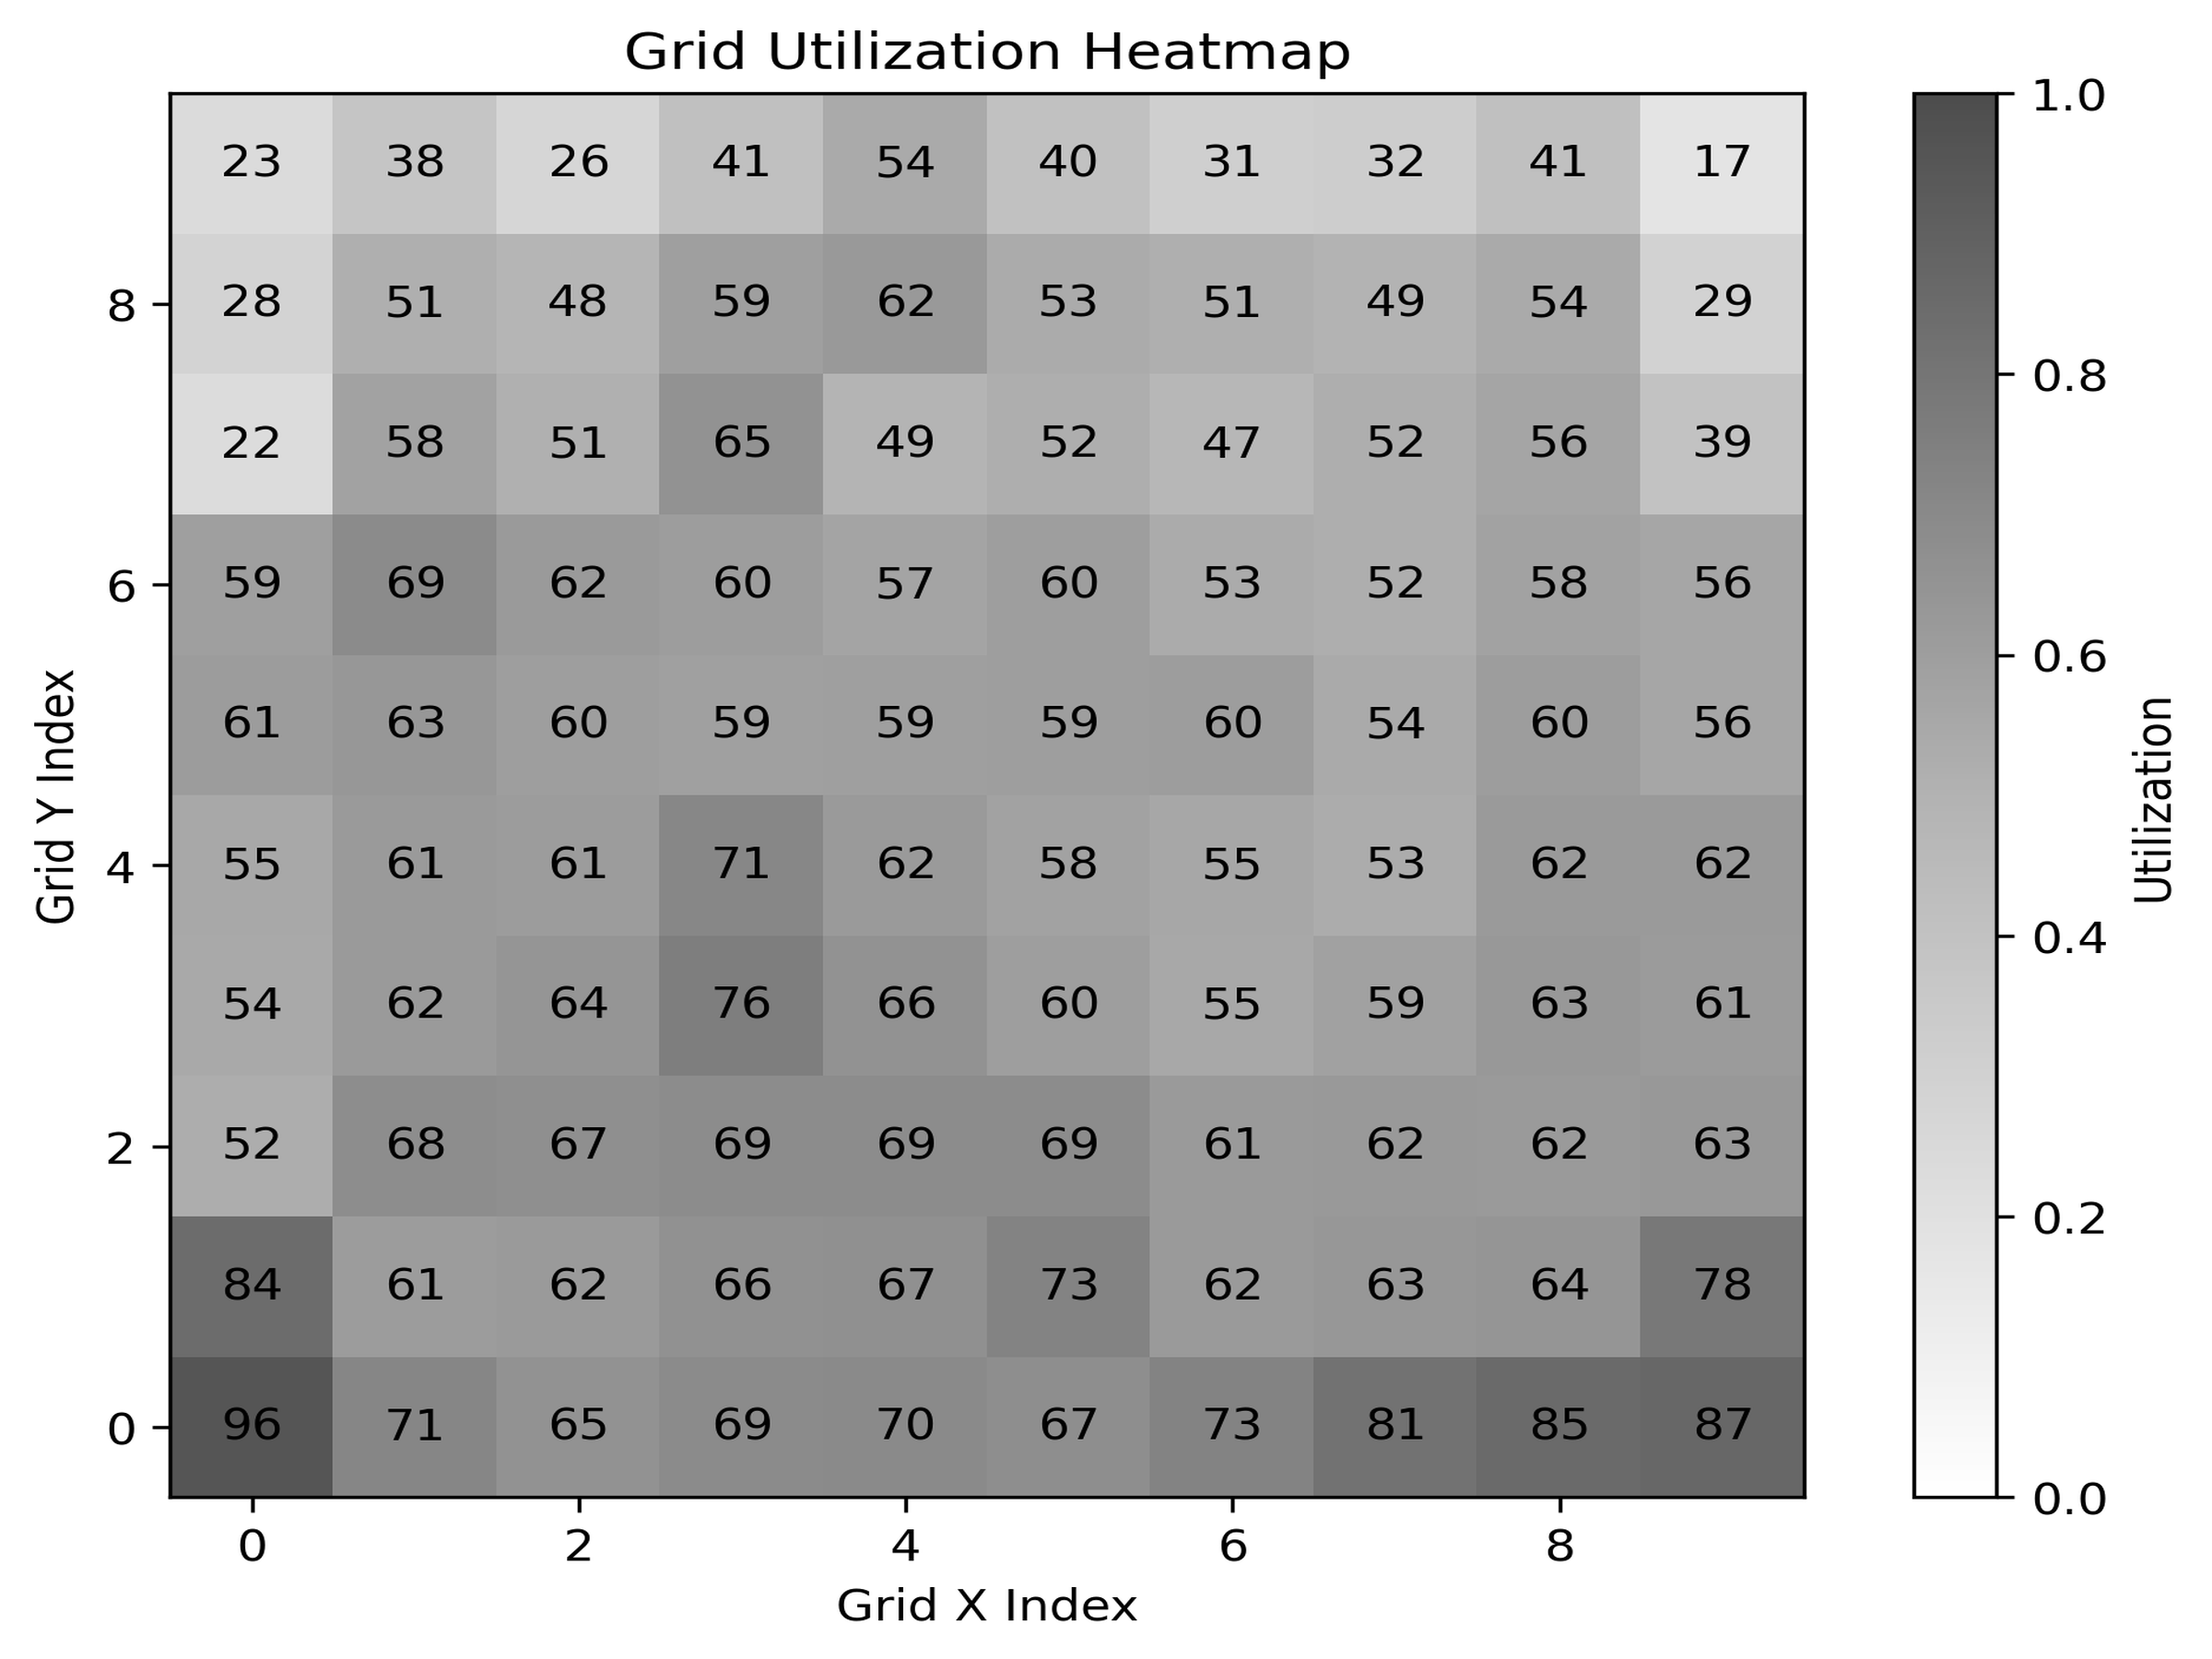 Grid Utilization Heatmap
23 38 26 41 54 40 31 32 41 17
8 28 51 48 59 62 53 51 49 54 29
22 58 51 65 49 52 47 52 56 39
6 59 69 62 60 57 60 53 52 58 56
61 63 60 59 59 59 60 54 60 56
4 55 61 61 71 62 58 55 53 62 62
54 62 64 76 66 60 55 59 63 61
2 52 68 67 69 69 69 61 62 62 63
84 61 62 66 67 73 62 63 64 78
0 96 71 65 69 70 67 73 81 85 87
0 2 4 6 8
Grid X Index
Grid Y Index
1.0
0.8
0.6
0.4
0.2
0.0
Utilization